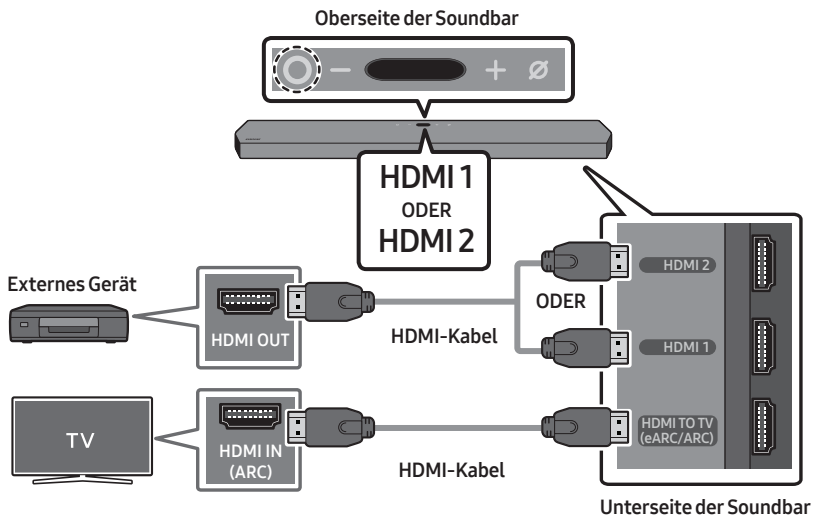 Oberseite der Soundbar
HDMI 1
ODER
HDMI 2
Externes Gerät
HDMI OUT
HDMI-Kabel
ODER
HDMI 2
HDMI 1
TV
HDMI IN
(ARC)
HDMI-Kabel
HDMI TO TV
(eARC/ARC)
Unterseite der Soundbar